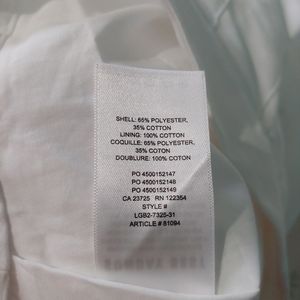 SHELL: 65% POLYESTER,
35% COTTON
LINING: 100% COTTON
COQUILLE: 65% POLYESTER,
35% COTON
DOUBLURE: 100% COTON
PO 4500152147
PO 4500152148
PO 4500152149
CA 23725 RN 122354
STYLE #
LGB2-7325-31
ARTICLE # 81094